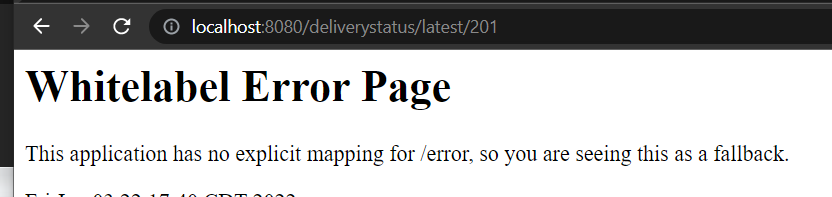 localhost:8080/deliverystatus/latest/201
Whitelabel Error Page
This application has no explicit mapping for /error, so you are seeing this as a fallback.